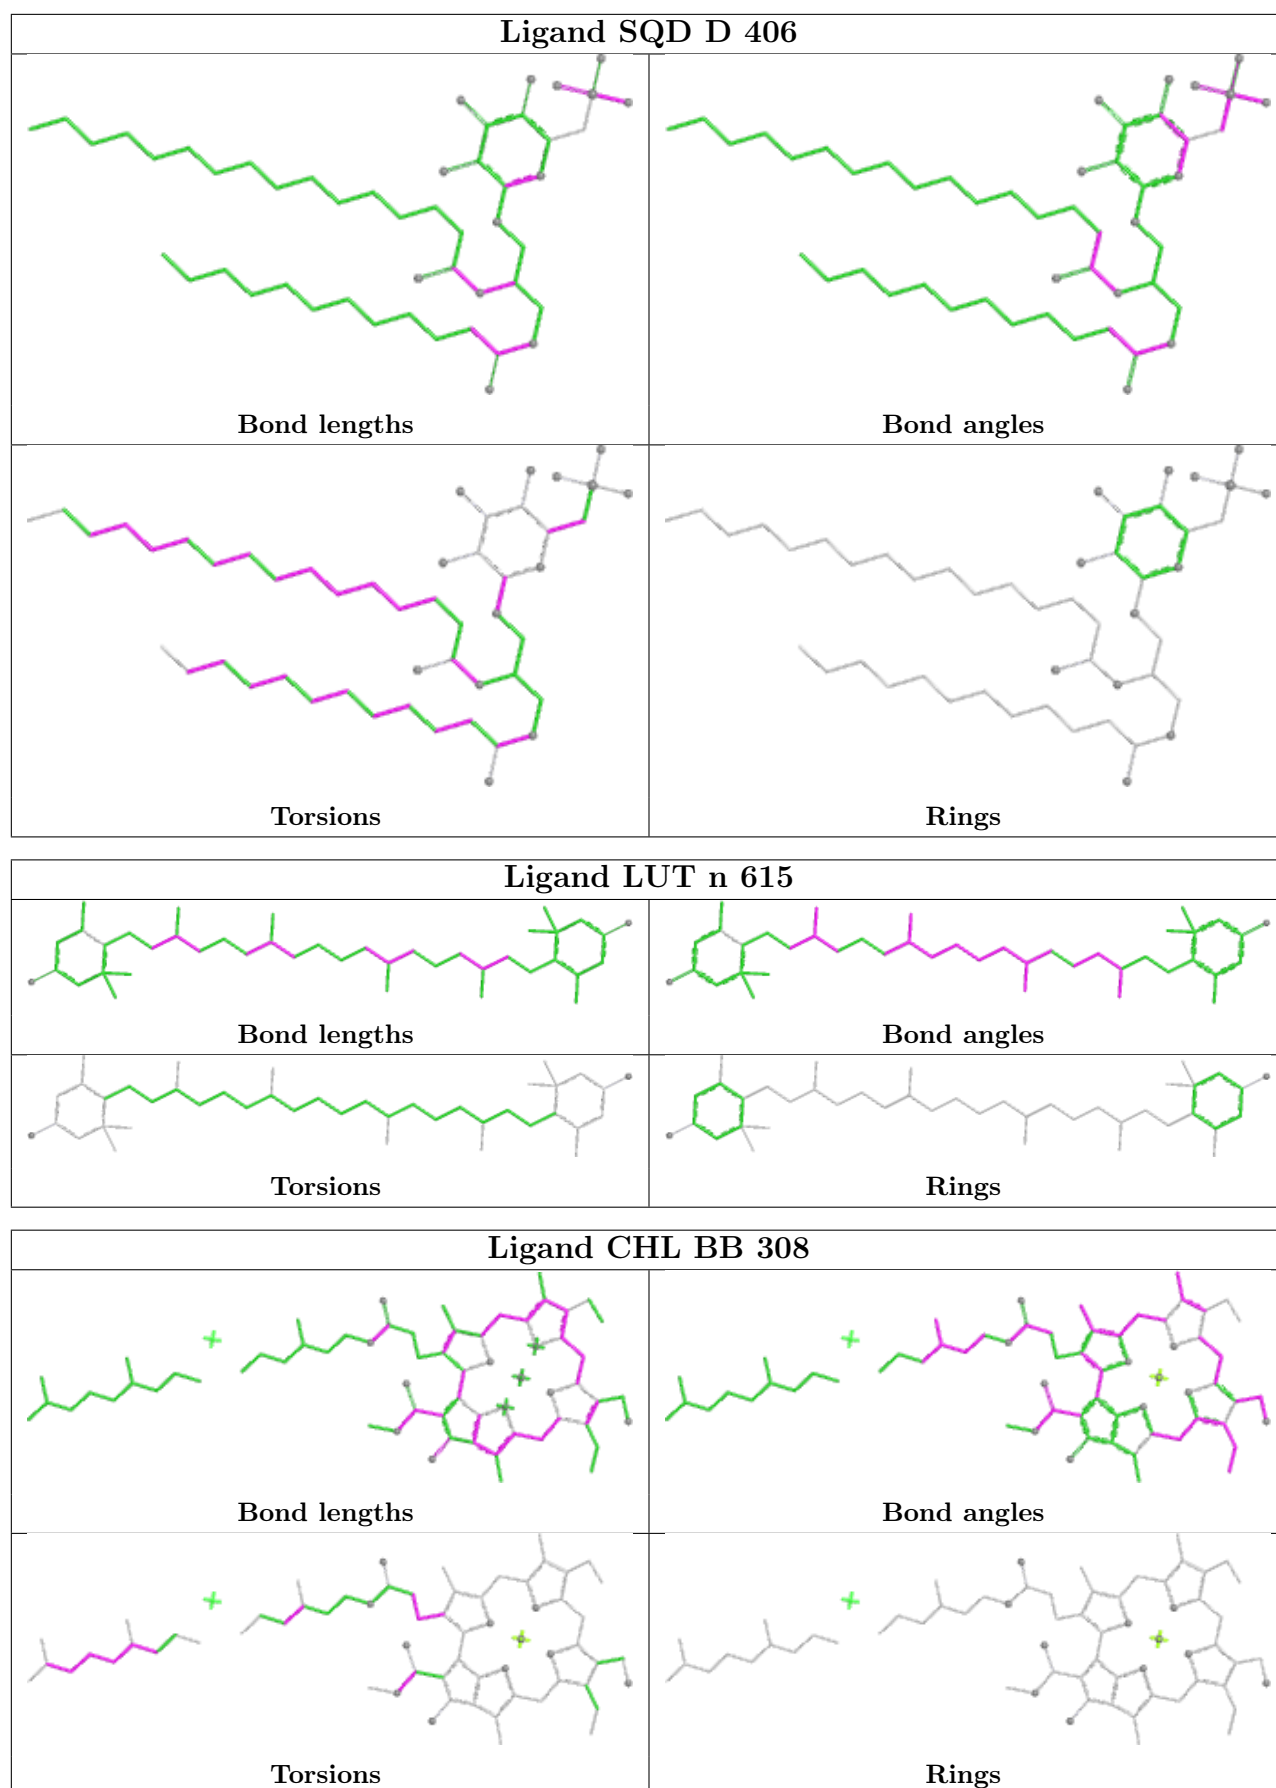 Ligand SQD D 406
Bond lengths
Bond angles
Torsions
Rings
Ligand LUT n 615
Bond lengths
Bond angles
Torsions
Rings
Ligand CHL BB 308
Bond lengths
Bond angles
Torsions
Rings